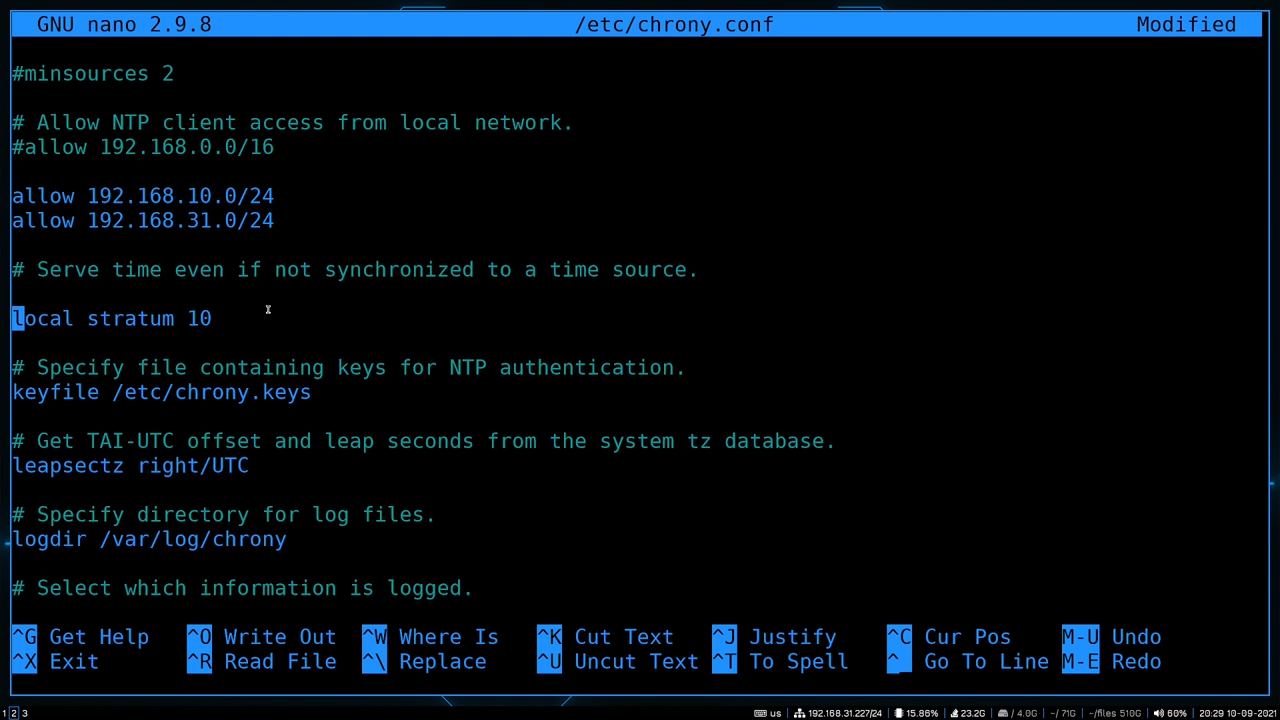 GNU nano 2.9.8 /etc/chrony.conf Modified
#minsources 2
# Allow NTP client access from local network.
#allow 192.168.0.0/16
allow 192.168.10.0/24
allow 192.168.31.0/24
# Serve time even if not synchronized to a time source.
local stratum 10
# Specify file containing keys for NTP authentication.
keyfile /etc/chrony.keys
# Get TAI-UTC offset and leap seconds from the system tz database.
leapsectz right/UTC
# Specify directory for log files.
logdir /var/log/chrony
# Select which information is logged.
^G Get Help ^O Write Out ^W Where Is ^K Cut Text ^J Justify ^C Cur Pos M-U Undo
^X Exit ^R Read File ^\ Replace ^U Uncut Text ^T To Spell ^_ Go To Line M-E Redo
1 2 3 us 192.168.31.227/24 15.86% 23.2G / 4.0G ~/ 71G ~/files 510G 60% 20:29 10-09-2021